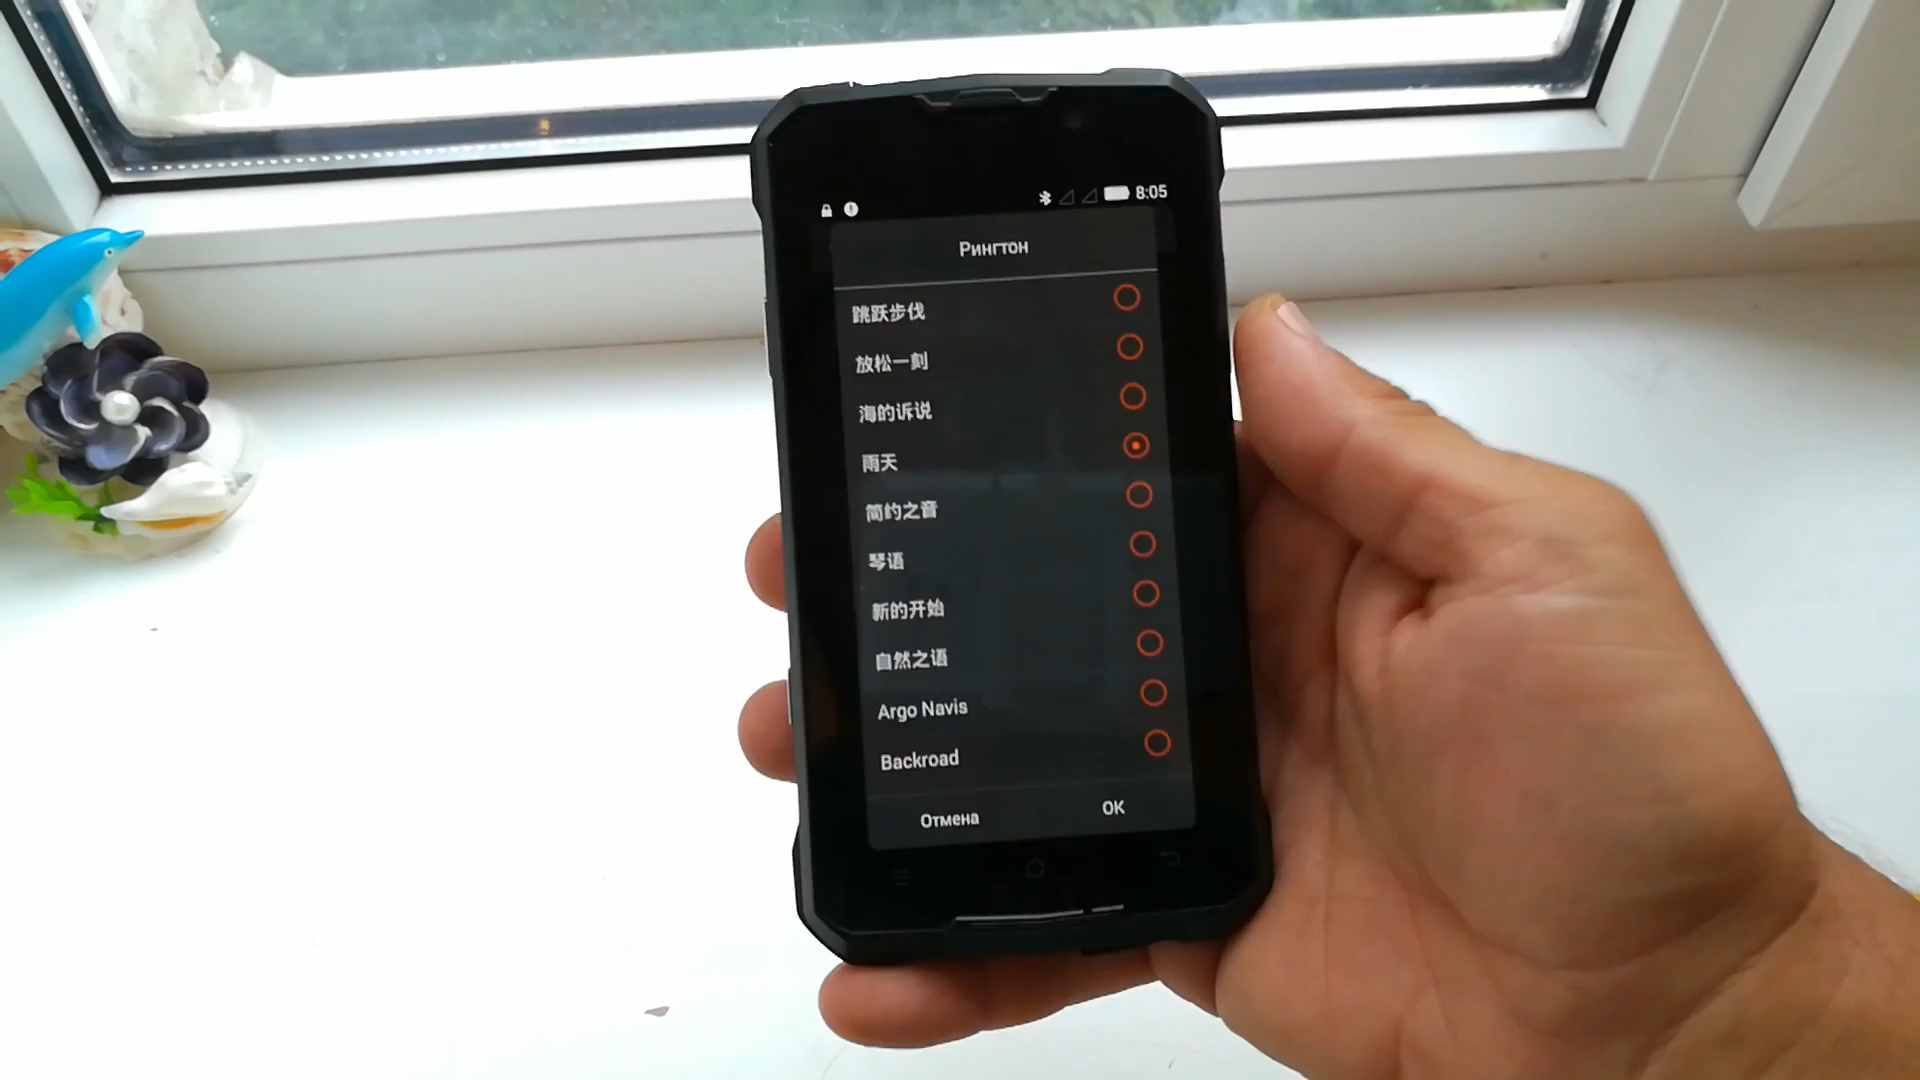 8:05
Рингтон
跳跃步伐
放松一刻
海的诉说
雨天
简约之音
琴语
新的开始
自然之语
Argo Navis
Backroad
Отмена
OK